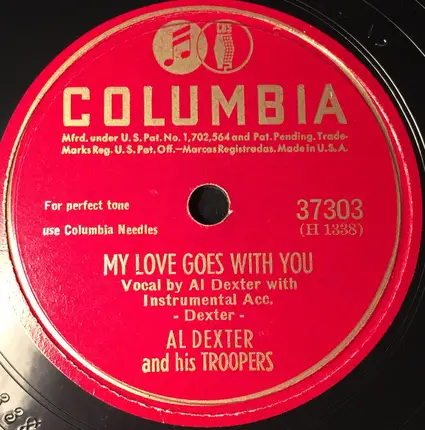 CBS
COLUMBIA
Mfrd. under U.S. Pat. No. 1,702,564 and Pat. Pending. Trade-
Marks Reg. U.S. Pat. Off.—Marcas Registradas. Made in U.S.A.
For perfect tone
use Columbia Needles
37303
(H 1338)
MY LOVE GOES WITH YOU
Vocal by Al Dexter with
Instrumental Acc.
- Dexter -
AL DEXTER
and his TROOPERS